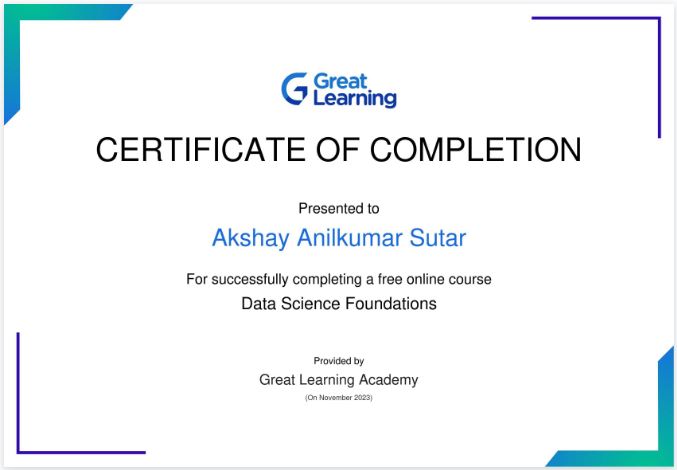 Great
Learning
CERTIFICATE OF COMPLETION
Presented to
Akshay Anilkumar Sutar
For successfully completing a free online course
Data Science Foundations
Provided by
Great Learning Academy
(On November 2023)